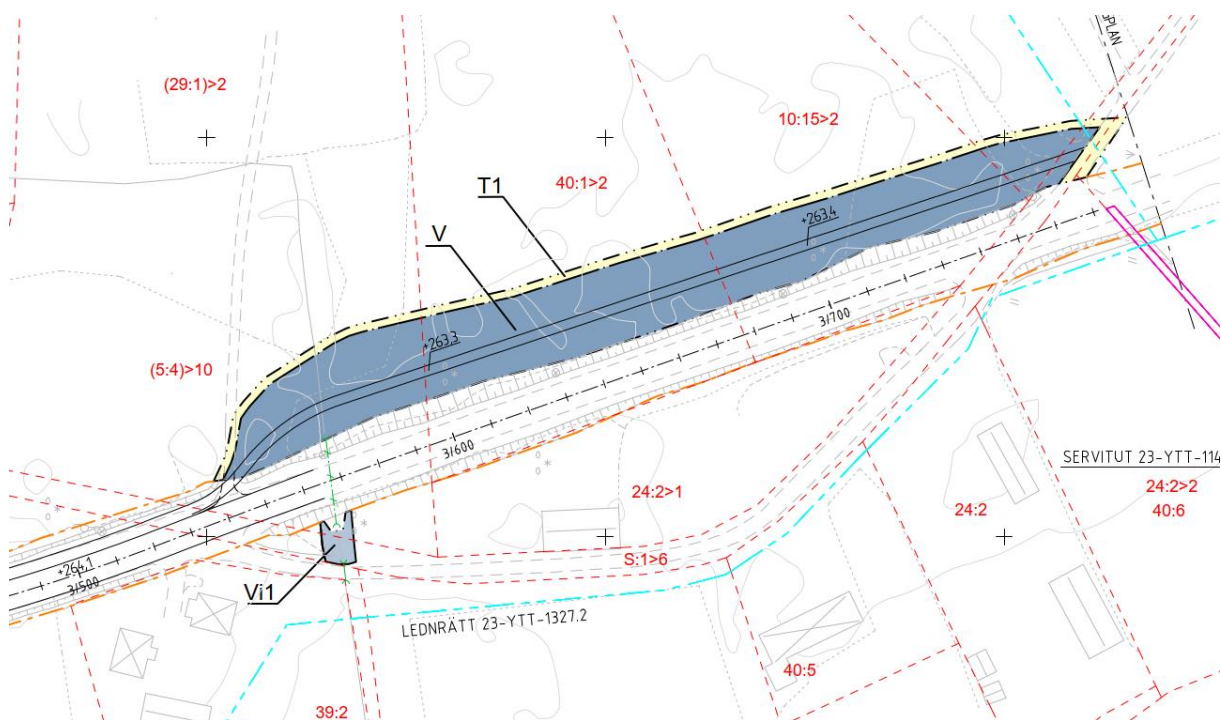 GPLAN
(29:1)>2
10:15>2
40:1>2
T1
V
+263,4
+263,3
3/700
(5:4)>10
3/600
SERVITUT 23-YTT-114
24:2>1
24:2
24:2>2
40:6
S:1>6
+264,1
3/500
Vi1
LEDNRÄTT 23-YTT-1327.2
40:5
39:2